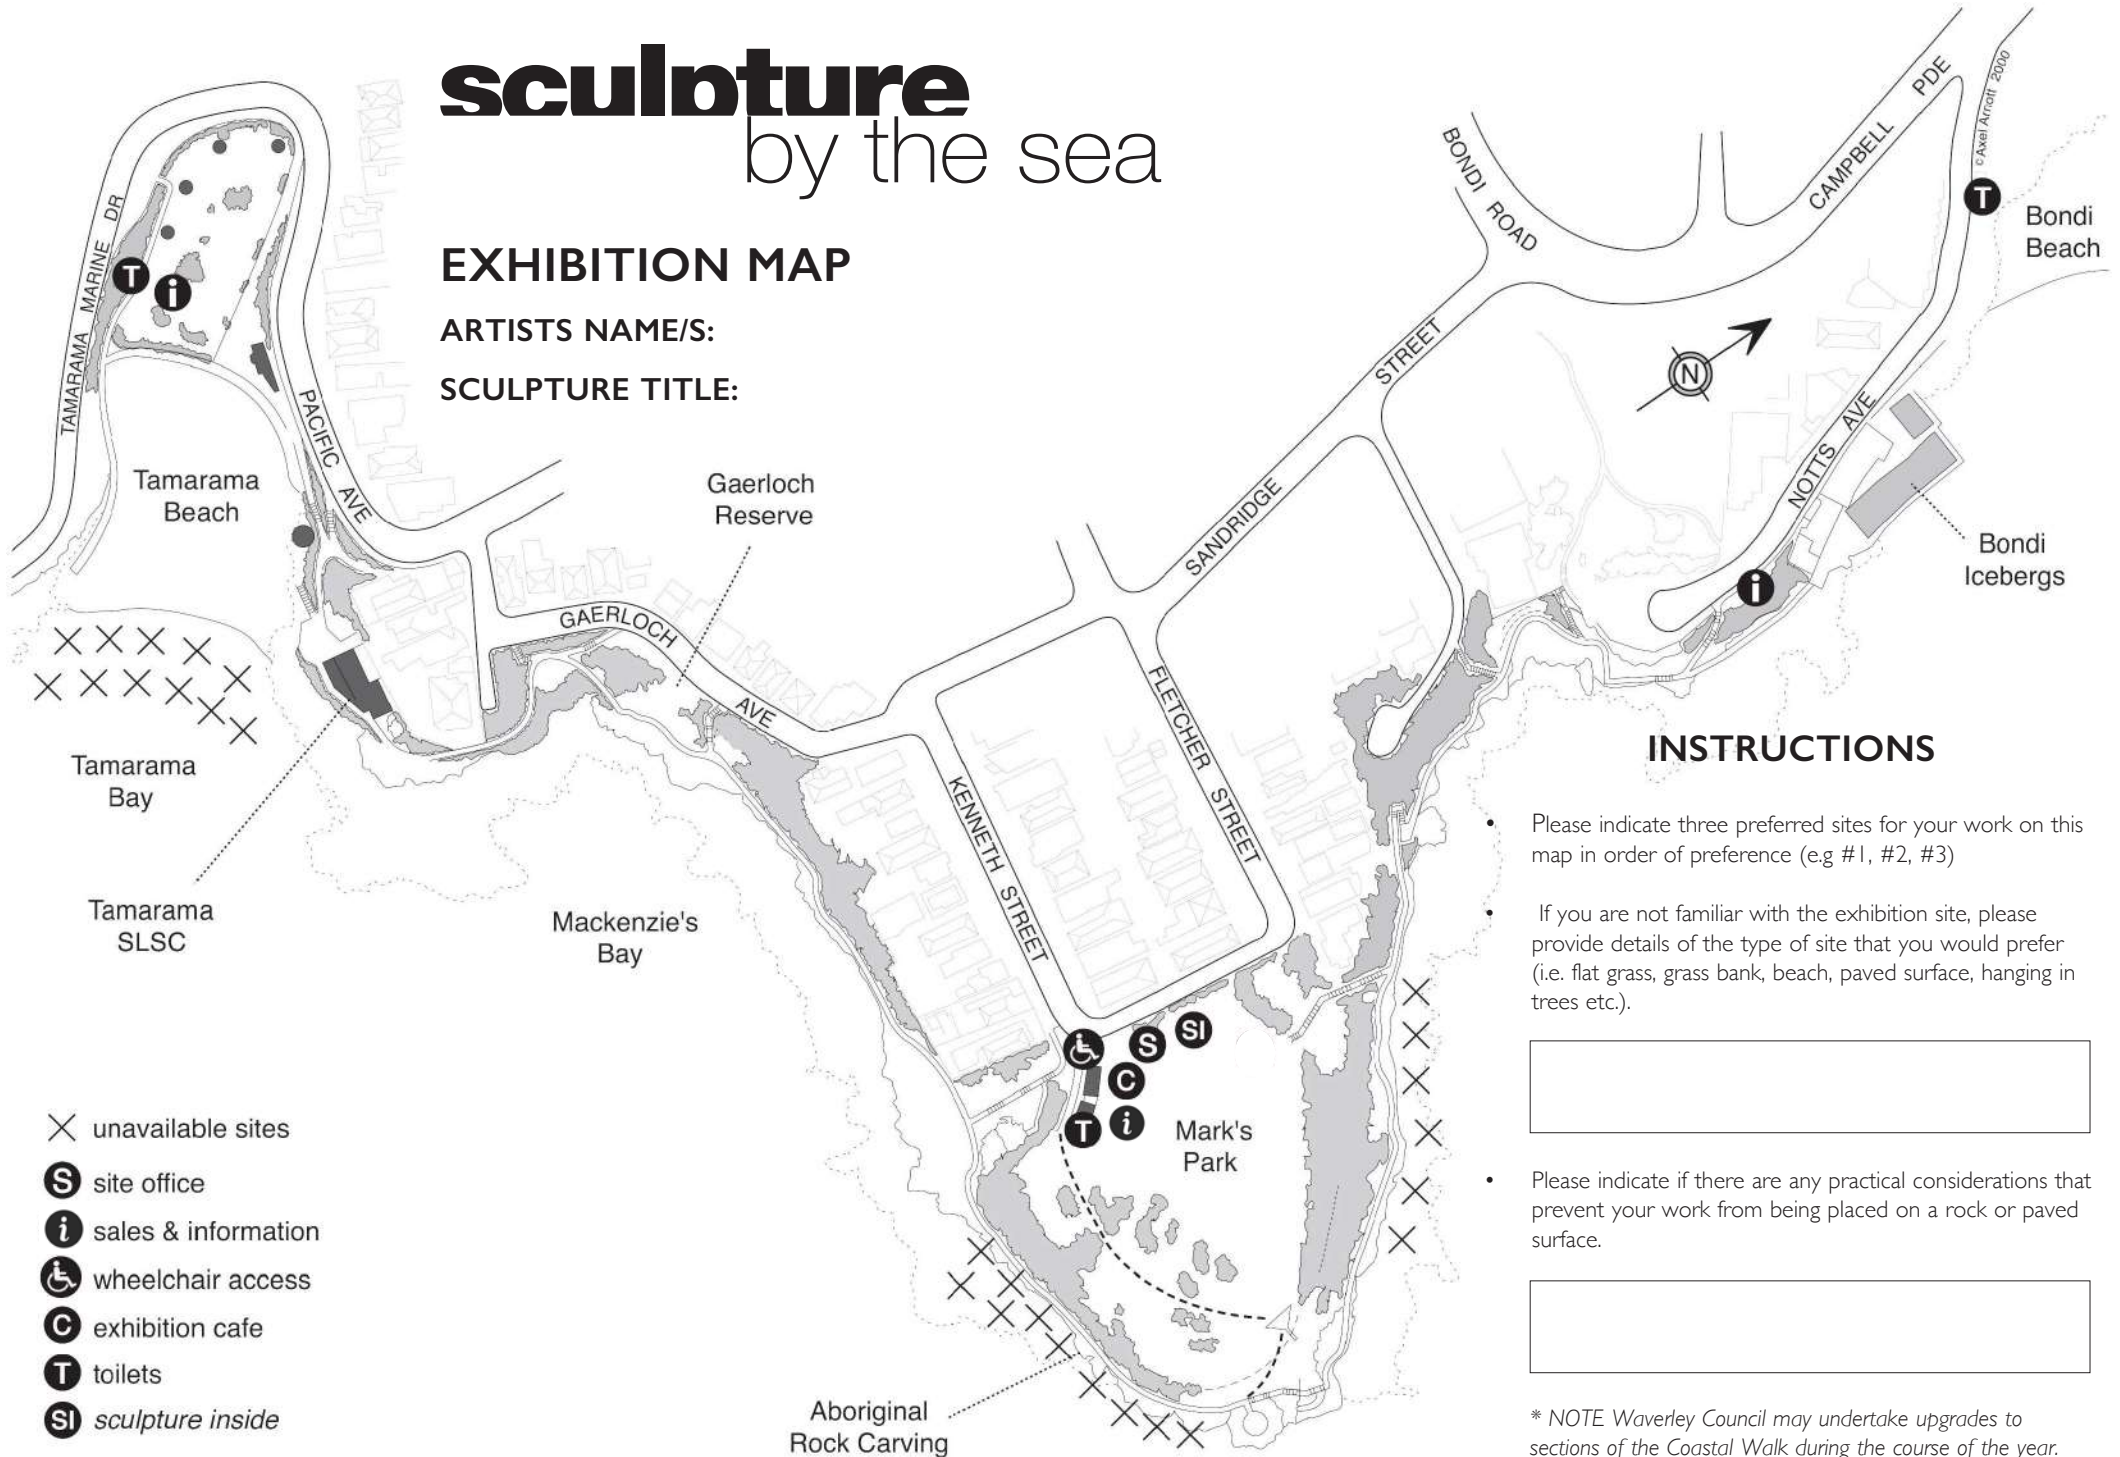 sculpture
by the sea
EXHIBITION MAP
ARTISTS NAME/S:
SCULPTURE TITLE:
TAMARAMA MARINE DR
PACIFIC AVE
Tamarama
Beach
Gaerloch
Reserve
GAERLOCH AVE
BONDI ROAD
CAMPBELL PDE
© Axel Arnott 2000
T
Bondi
Beach
T
i
N
SANDRIDGE STREET
NOTTS AVE
i
Bondi
Icebergs
Tamarama
Bay
Tamarama
SLSC
Mackenzie's
Bay
KENNETH STREET
FLETCHER STREET
S
SI
C
T
i
Mark's
Park
Aboriginal
Rock Carving
unavailable sites
S site office
i sales & information
wheelchair access
C exhibition cafe
T toilets
SI sculpture inside
INSTRUCTIONS
• Please indicate three preferred sites for your work on this
map in order of preference (e.g #1, #2, #3)
• If you are not familiar with the exhibition site, please
provide details of the type of site that you would prefer
(i.e. flat grass, grass bank, beach, paved surface, hanging in
trees etc.).
• Please indicate if there are any practical considerations that
prevent your work from being placed on a rock or paved
surface.
* NOTE Waverley Council may undertake upgrades to
sections of the Coastal Walk during the course of the year.